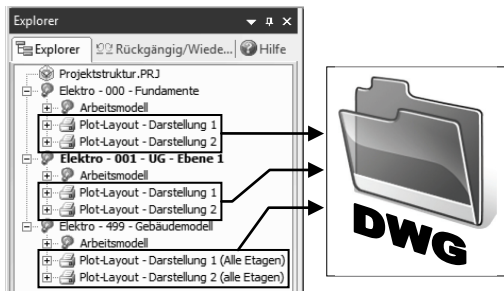 Explorer
Explorer Rückgängig/Wiede... Hilfe
Projektstruktur.PRJ
Elektro - 000 - Fundamente
Arbeitsmodell
Plot-Layout - Darstellung 1
Plot-Layout - Darstellung 2
Elektro - 001 - UG - Ebene 1
Arbeitsmodell
Plot-Layout - Darstellung 1
Plot-Layout - Darstellung 2
Elektro - 499 - Gebäudemodell
Arbeitsmodell
Plot-Layout - Darstellung 1 (Alle Etagen)
Plot-Layout - Darstellung 2 (alle Etagen)
DWG